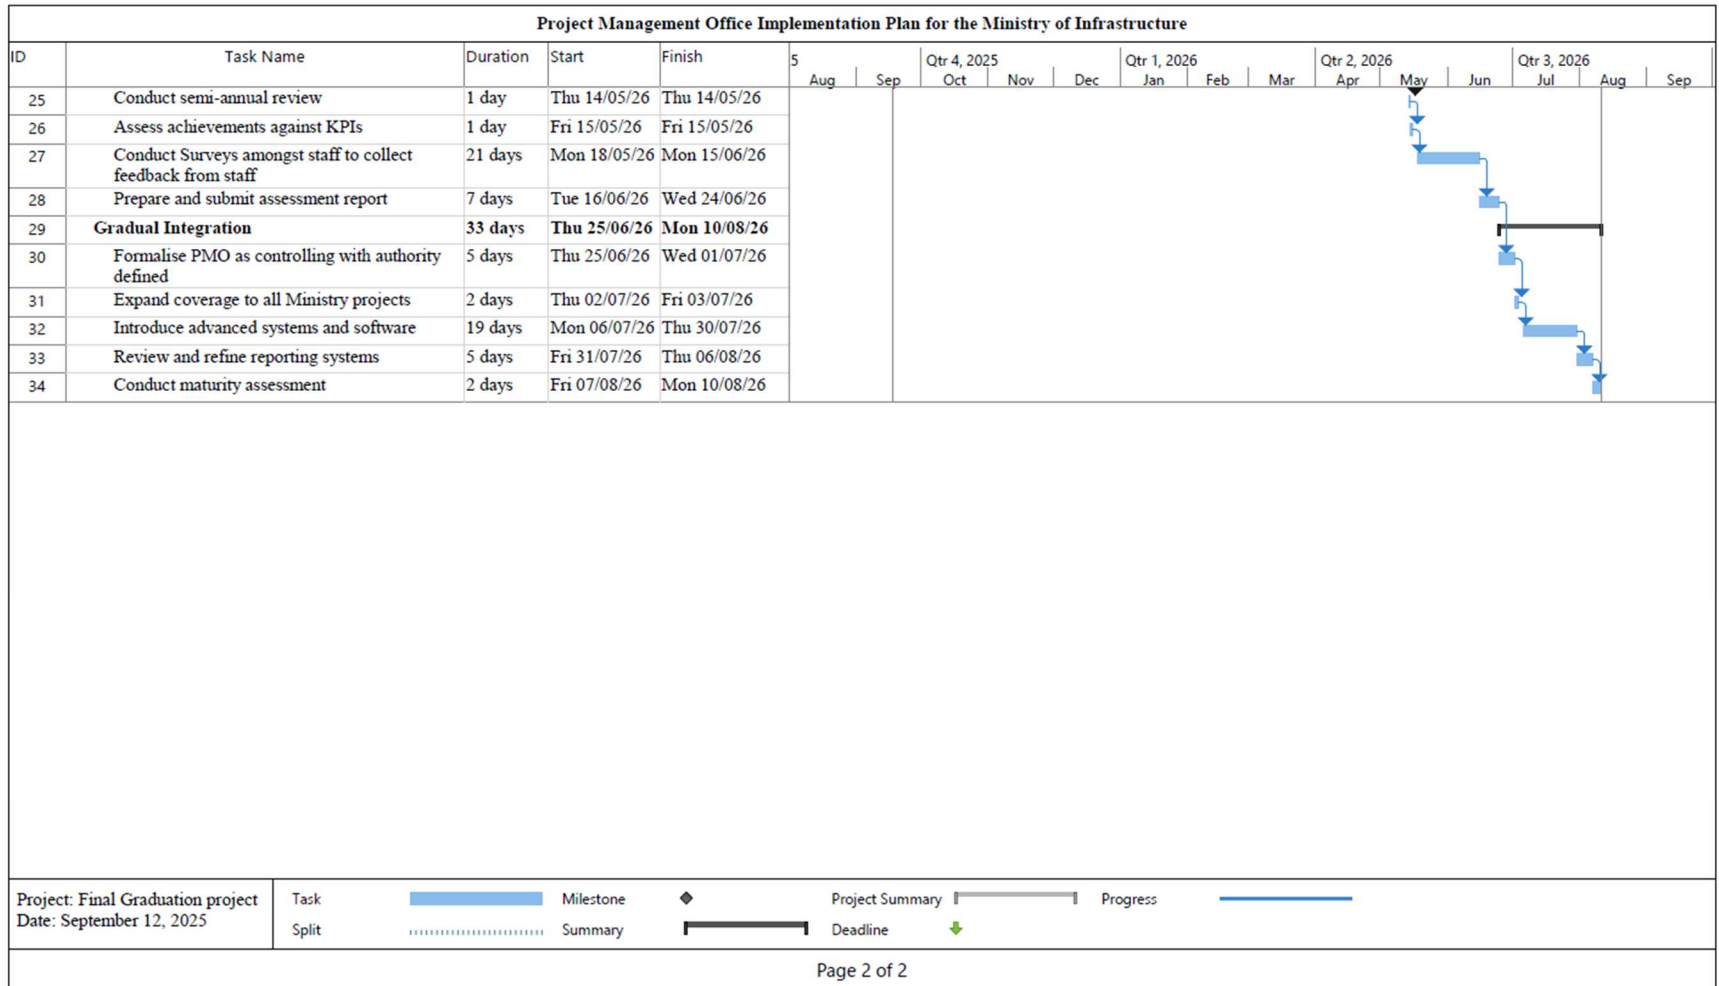 Project Management Office Implementation Plan for the Ministry of Infrastructure
ID Task Name Duration Start Finish
5 Qtr 4, 2025 Qtr 1, 2026 Qtr 2, 2026 Qtr 3, 2026
Aug Sep Oct Nov Dec Jan Feb Mar Apr May Jun Jul Aug Sep
25 Conduct semi-annual review 1 day Thu 14/05/26 Thu 14/05/26
26 Assess achievements against KPIs 1 day Fri 15/05/26 Fri 15/05/26
27 Conduct Surveys amongst staff to collect 21 days Mon 18/05/26 Mon 15/06/26
feedback from staff
28 Prepare and submit assessment report 7 days Tue 16/06/26 Wed 24/06/26
29 Gradual Integration 33 days Thu 25/06/26 Mon 10/08/26
30 Formalise PMO as controlling with authority 5 days Thu 25/06/26 Wed 01/07/26
defined
31 Expand coverage to all Ministry projects 2 days Thu 02/07/26 Fri 03/07/26
32 Introduce advanced systems and software 19 days Mon 06/07/26 Thu 30/07/26
33 Review and refine reporting systems 5 days Fri 31/07/26 Thu 06/08/26
34 Conduct maturity assessment 2 days Fri 07/08/26 Mon 10/08/26
Project: Final Graduation project
Date: September 12, 2025
Task Milestone Project Summary Progress
Split Summary Deadline
Page 2 of 2